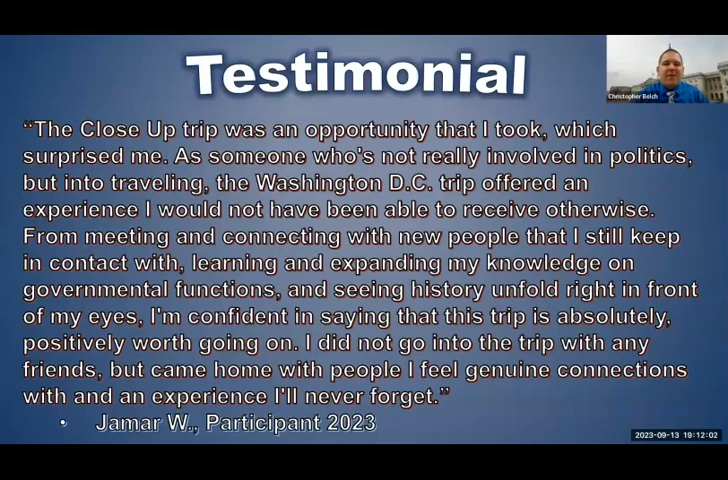 Testimonial
Christopher Belch
“The Close Up trip was an opportunity that I took, which
surprised me. As someone who's not really involved in politics,
but into traveling, the Washington D.C. trip offered an
experience I would not have been able to receive otherwise.
From meeting and connecting with new people that I still keep
in contact with, learning and expanding my knowledge on
governmental functions, and seeing history unfold right in front
of my eyes, I'm confident in saying that this trip is absolutely,
positively worth going on. I did not go into the trip with any
friends, but came home with people I feel genuine connections
with and an experience I'll never forget.”
• Jamar W., Participant 2023
2023-09-13 19:12:02